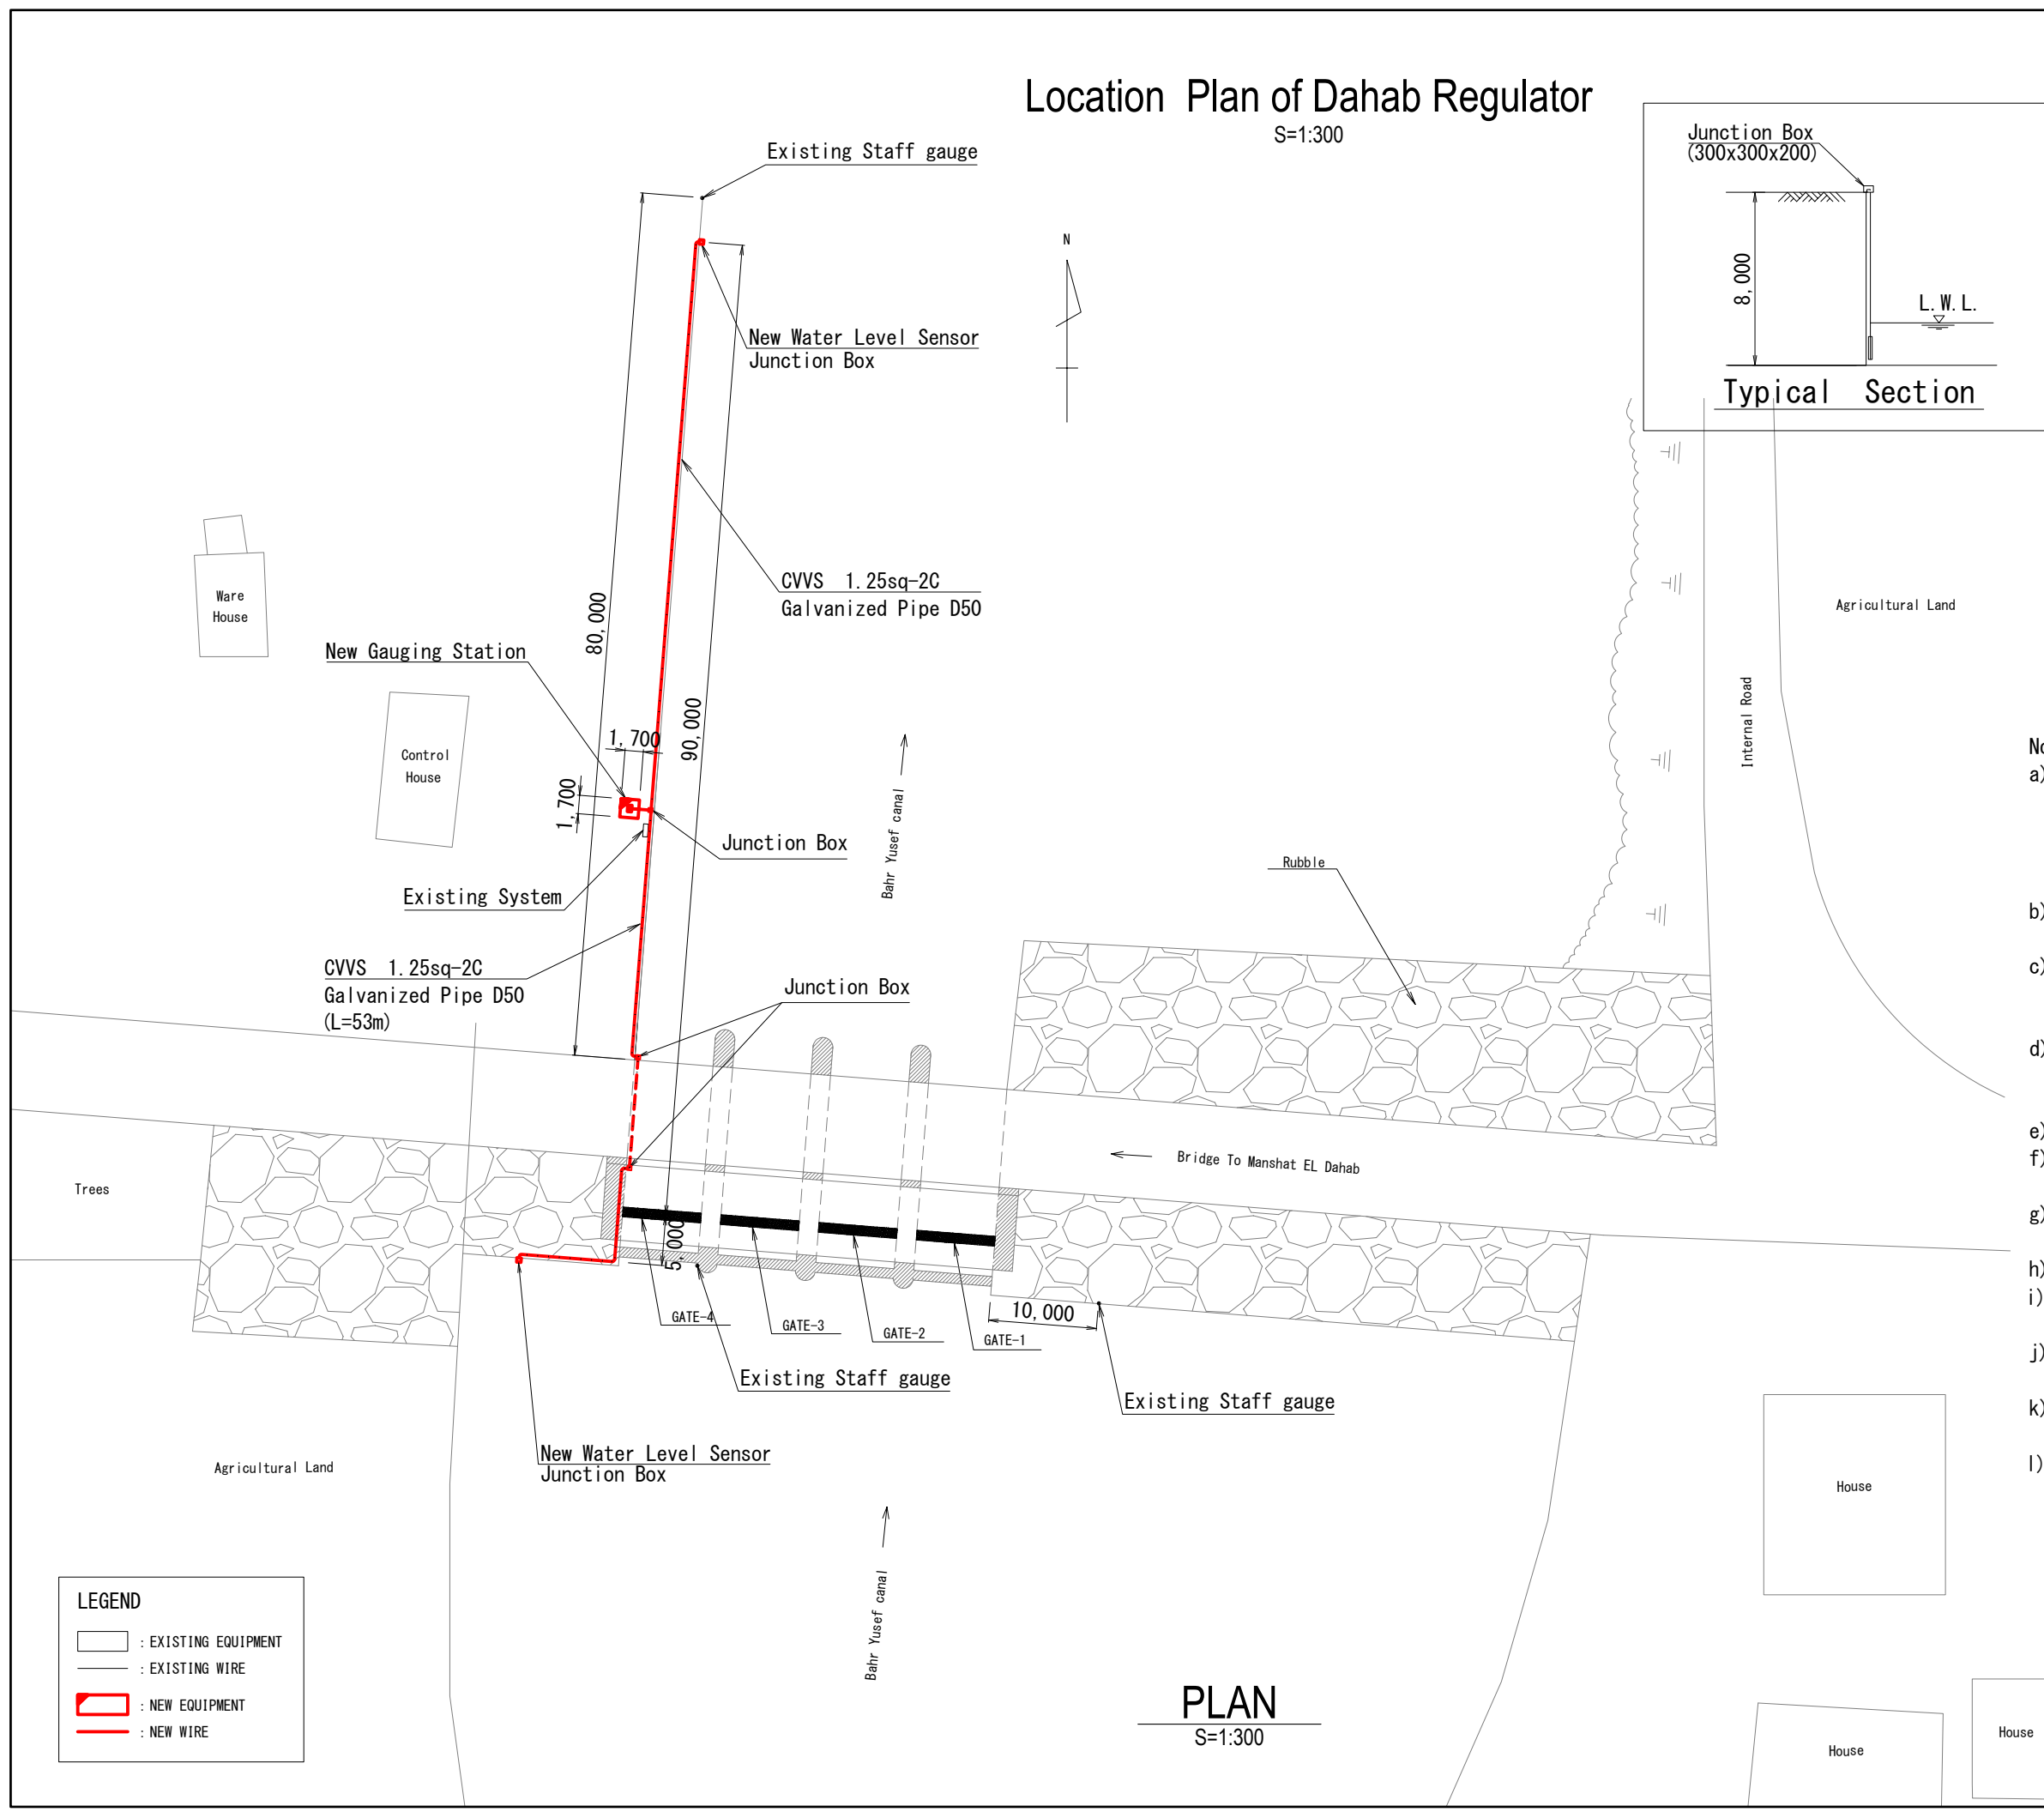 Location Plan of Dahab Regulator
S=1:300
Junction Box
(300x300x200)
8,000
L.W.L.
Typical Section
Existing Staff gauge
N
New Water Level Sensor
Junction Box
CVVS 1.25sq-2C
Galvanized Pipe D50
80,000
90,000
Ware
House
New Gauging Station
1,700
1,700
Control
House
Junction Box
Existing System
CVVS 1.25sq-2C
Galvanized Pipe D50
(L=53m)
Junction Box
Bahr Yusef canal
Rubble
Internal Road
Agricultural Land
Trees
Bridge To Manshat EL Dahab
5,000
GATE-4
GATE-3
GATE-2
GATE-1
10,000
Existing Staff gauge
Existing Staff gauge
New Water Level Sensor
Junction Box
Agricultural Land
Bahr Yusef canal
House
House
House
LEGEND
: EXISTING EQUIPMENT
: EXISTING WIRE
: NEW EQUIPMENT
: NEW WIRE
PLAN
S=1:300
a)
b)
c)
d)
e)
f)
g)
h)
i)
j)
k)
l)